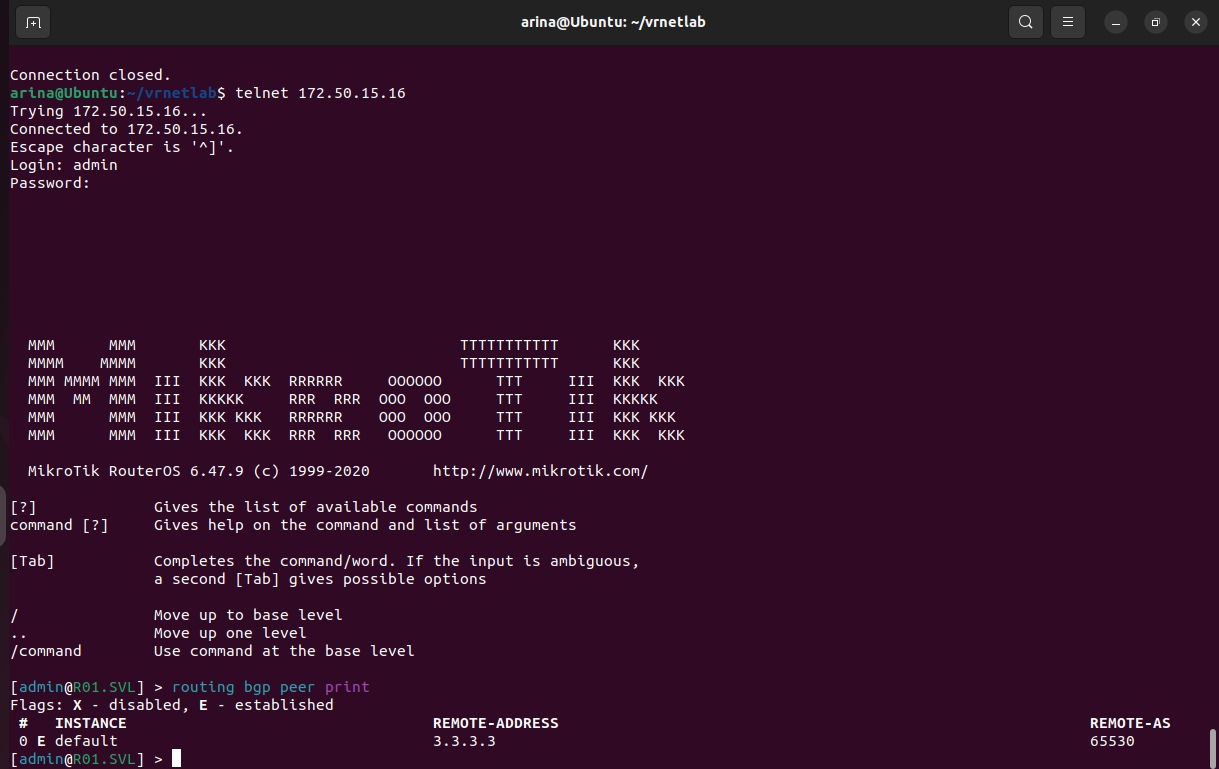 arina@Ubuntu: ~/vrnetlab
Connection closed.
arina@Ubuntu:~/vrnetlab$ telnet 172.50.15.16
Trying 172.50.15.16...
Connected to 172.50.15.16.
Escape character is '^]'.
Login: admin
Password:
  MMM      MMM       KKK                          TTTTTTTTTTT      KKK
  MMMM    MMMM       KKK                          TTTTTTTTTTT      KKK
  MMM MMMM MMM  III  KKK  KKK  RRRRRR     OOOOOO      TTT     III  KKK  KKK
  MMM  MM  MMM  III  KKKKK     RRR  RRR  OOO  OOO     TTT     III  KKKKK
  MMM      MMM  III  KKK KKK   RRRRRR    OOO  OOO     TTT     III  KKK KKK
  MMM      MMM  III  KKK  KKK  RRR  RRR   OOOOOO      TTT     III  KKK  KKK
  MikroTik RouterOS 6.47.9 (c) 1999-2020       http://www.mikrotik.com/
[?]             Gives the list of available commands
command [?]     Gives help on the command and list of arguments
[Tab]           Completes the command/word. If the input is ambiguous,
                a second [Tab] gives possible options
/               Move up to base level
..              Move up one level
/command        Use command at the base level
[admin@R01.SVL] > routing bgp peer print
Flags: X - disabled, E - established
 #   INSTANCE                                  REMOTE-ADDRESS                                                           REMOTE-AS
 0 E default                                   3.3.3.3                                                                  65530
[admin@R01.SVL] >